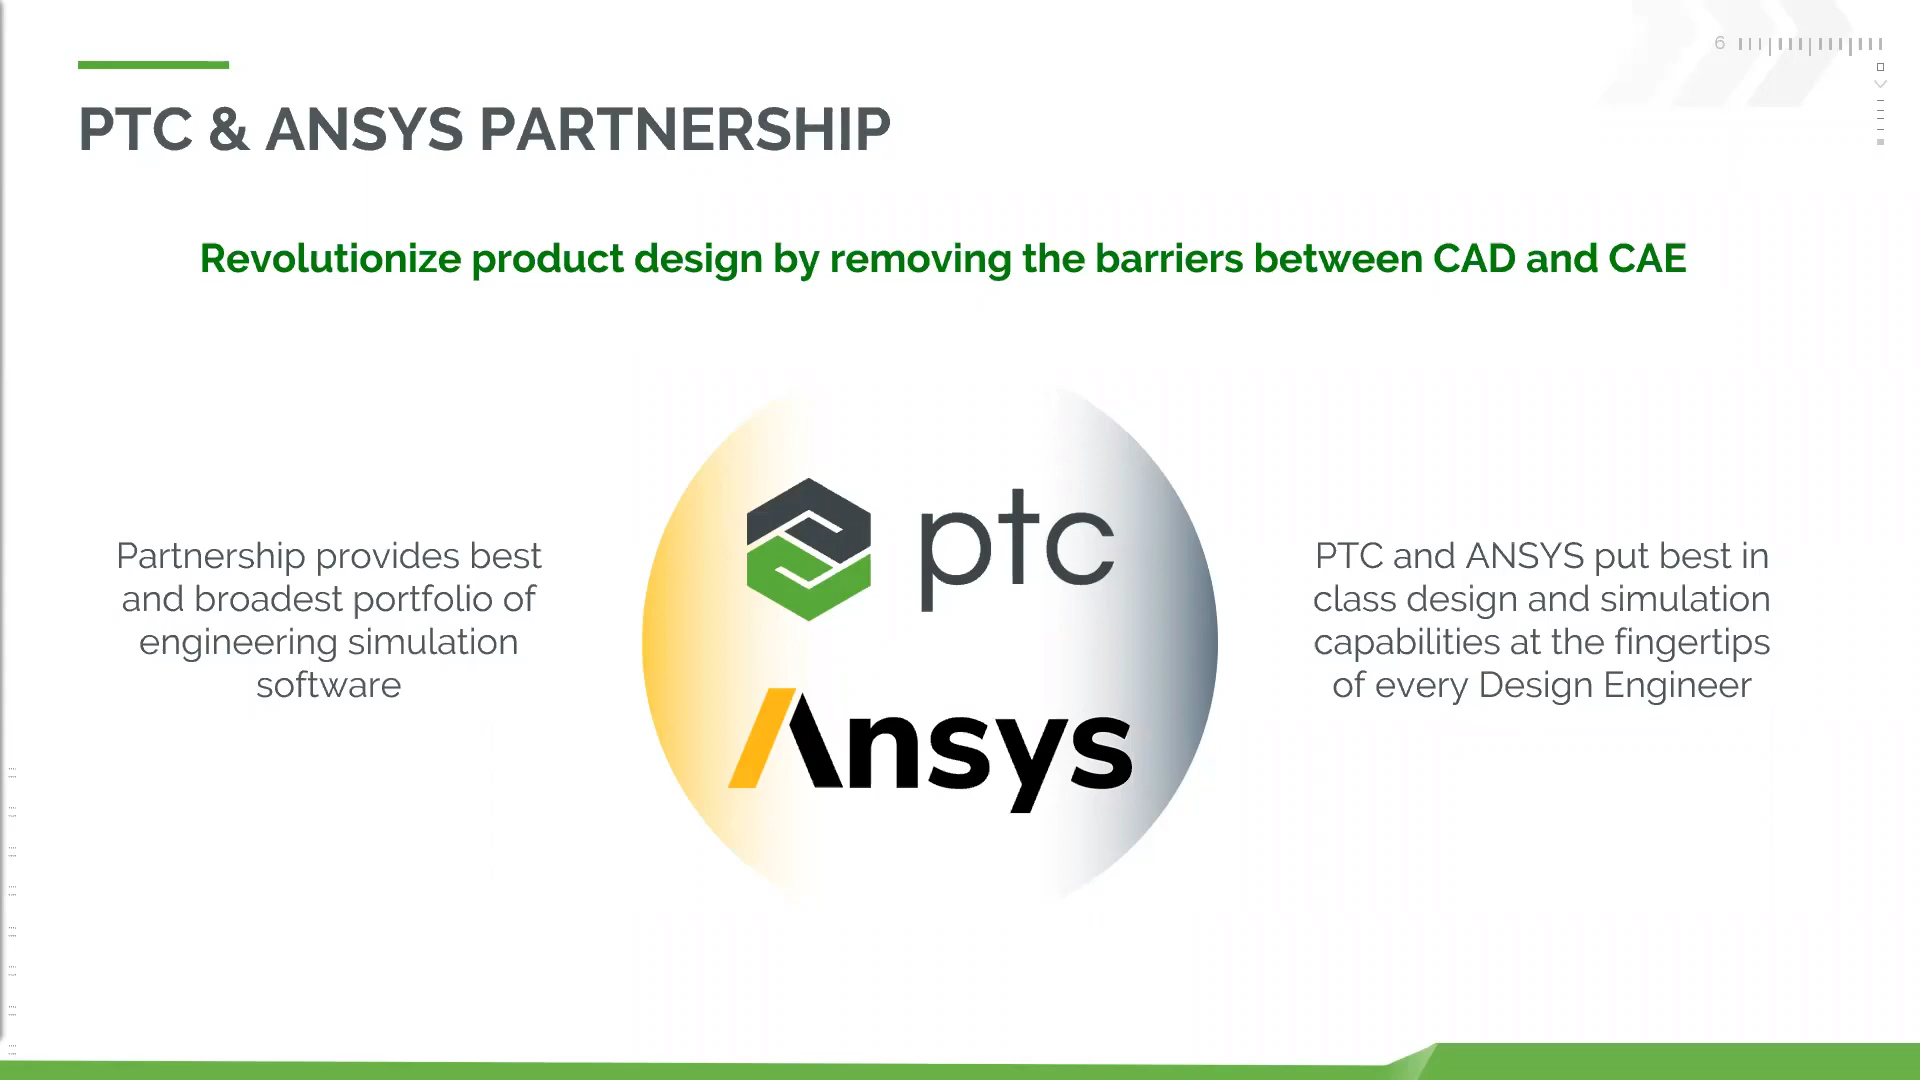 6
PTC & ANSYS PARTNERSHIP
Revolutionize product design by removing the barriers between CAD and CAE
Partnership provides best
and broadest portfolio of
engineering simulation
software
ptc
Ansys
PTC and ANSYS put best in
class design and simulation
capabilities at the fingertips
of every Design Engineer